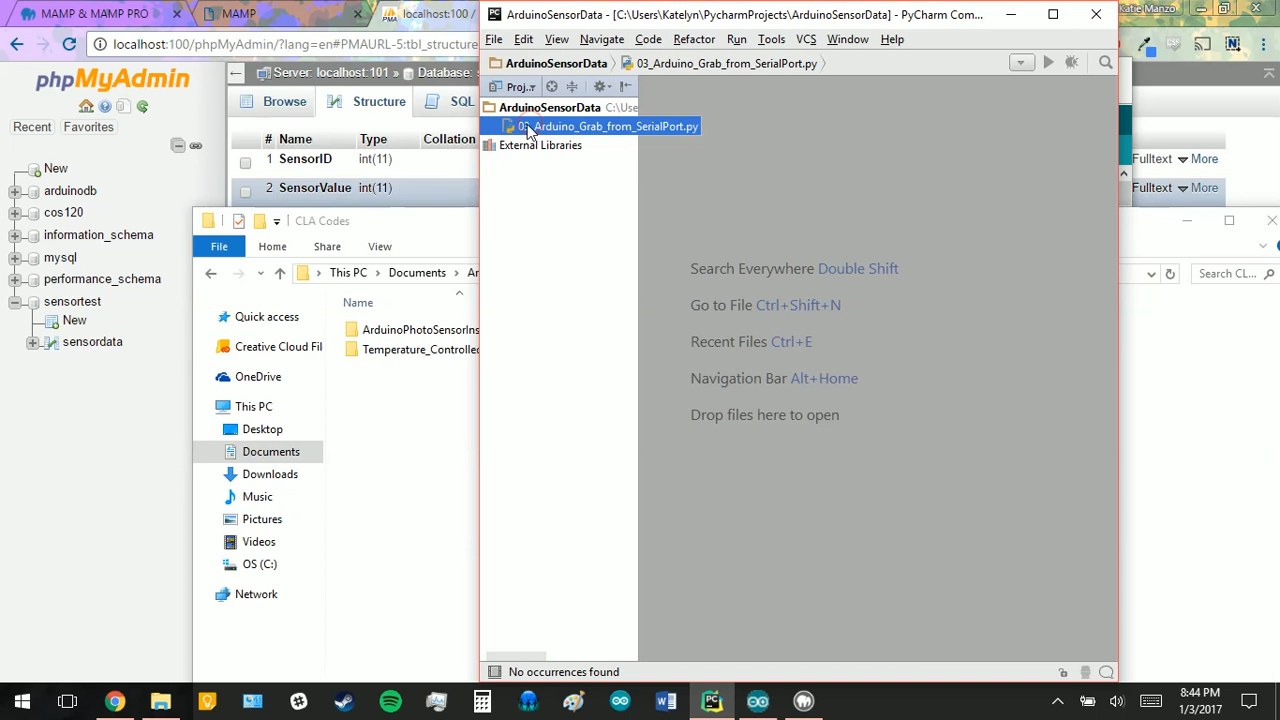 MAMP & MAMP PRO
MAMP
localhost:100 /
Katie Manzo
localhost:100/phpMyAdmin/?lang=en#PMAURL-5:tbl_structure
phpMyAdmin
Recent
Favorites
New
arduinodb
cos120
information_schema
mysql
performance_schema
sensortest
New
sensordata
Server: localhost:101
Database:
Browse
Structure
SQL
# Name Type Collation
1 SensorID int(11)
Fulltext
More
2 SensorValue int(11)
Fulltext
More
CLA Codes
File
Home
Share
View
This PC
Documents
Search CL...
Quick access
Creative Cloud Fil
OneDrive
This PC
Desktop
Documents
Downloads
Music
Pictures
Videos
OS (C:)
Network
Name
ArduinoPhotoSensorIns
Temperature_Controlled
ArduinoSensorData - [C:\Users\Katelyn\PycharmProjects\ArduinoSensorData] - PyCharm Com...
File Edit View Navigate Code Refactor Run Tools VCS Window Help
ArduinoSensorData
03_Arduino_Grab_from_SerialPort.py
Proj..
ArduinoSensorData C:\Use
03_Arduino_Grab_from_SerialPort.py
External Libraries
Search Everywhere Double Shift
Go to File Ctrl+Shift+N
Recent Files Ctrl+E
Navigation Bar Alt+Home
Drop files here to open
No occurrences found
8:44 PM
1/3/2017